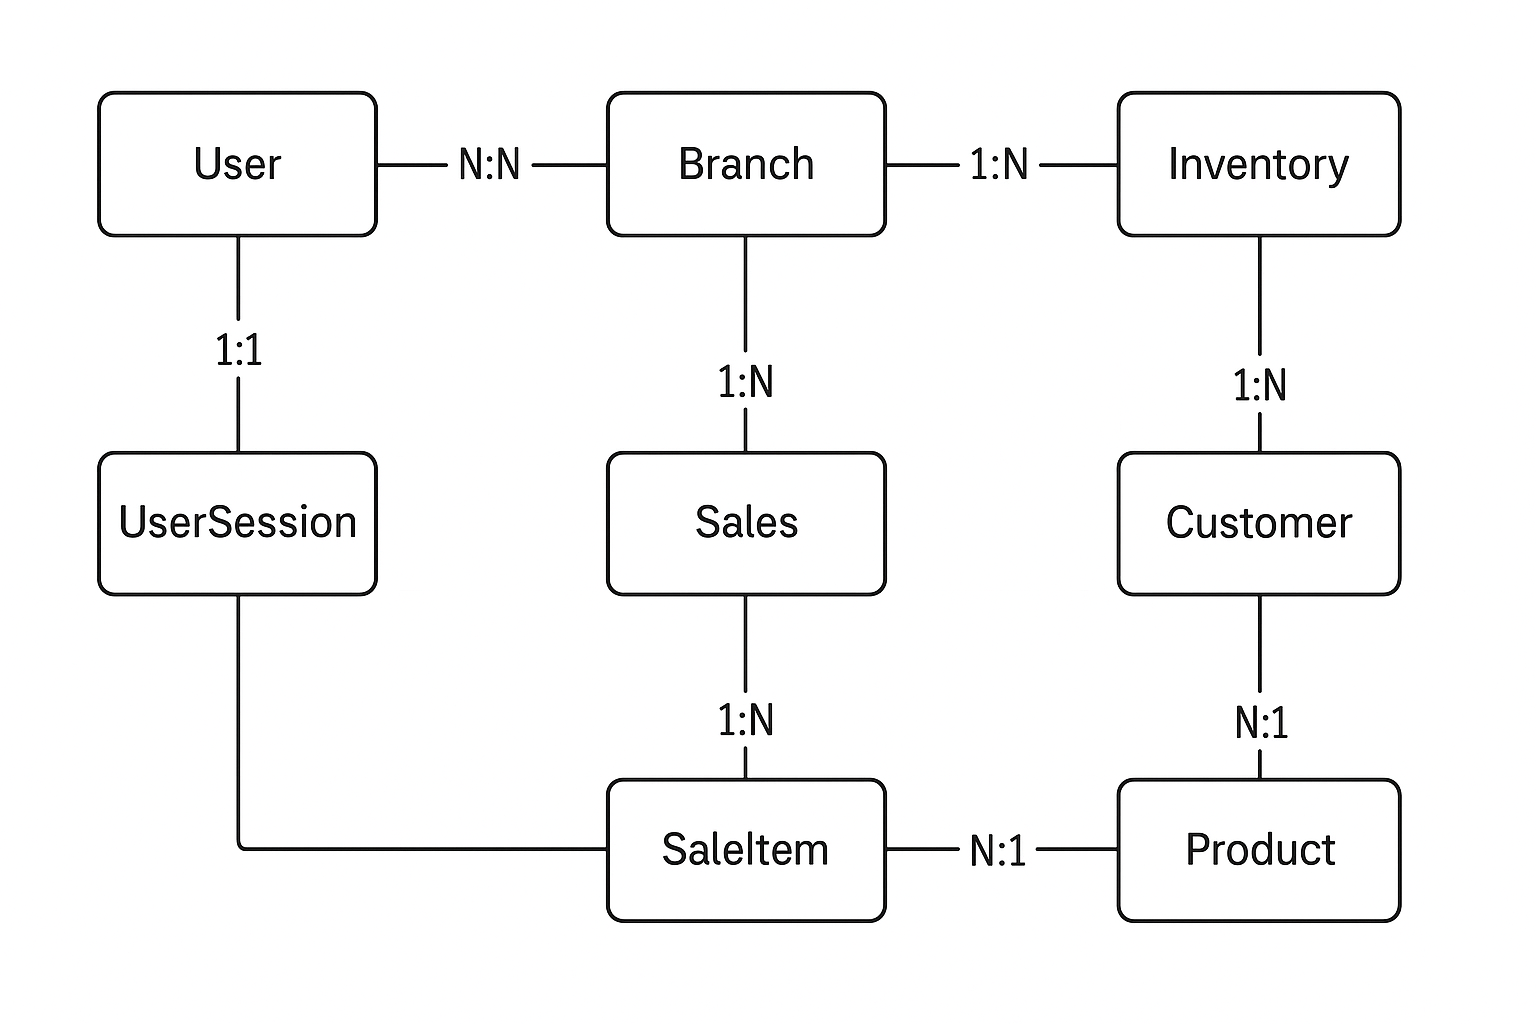 User
N:N
Branch
1:N
Inventory
1:1
1:N
1:N
UserSession
Sales
Customer
1:N
N:1
SaleItem
N:1
Product